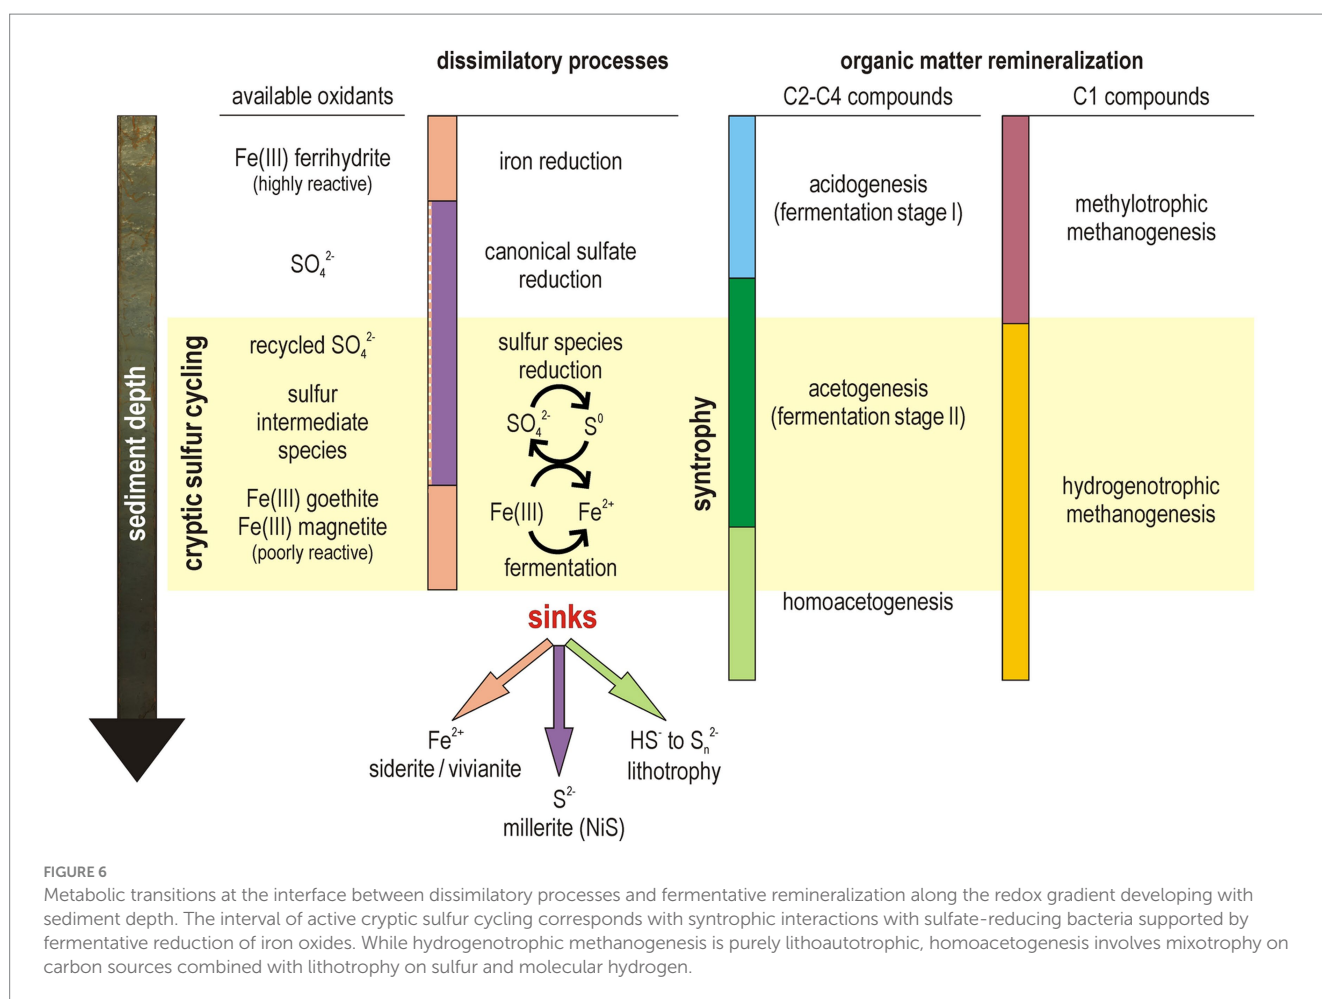 dissimilatory processes
organic matter remineralization
available oxidants
C2-C4 compounds
C1 compounds
Fe(III) ferrihydrite
(highly reactive)
iron reduction
acidogenesis
(fermentation stage I)
methylotrophic
methanogenesis
SO₄²⁻
canonical sulfate
reduction
sediment depth
cryptic sulfur cycling
recycled SO₄²⁻
sulfur
intermediate
species
Fe(III) goethite
Fe(III) magnetite
(poorly reactive)
sulfur species
reduction
SO₄²⁻
S⁰
Fe(III)
Fe²⁺
fermentation
syntrophy
acetogenesis
(fermentation stage II)
hydrogenotrophic
methanogenesis
homoacetogenesis
sinks
Fe²⁺
siderite / vivianite
S²⁻
millerite (NiS)
HS⁻ to Sₙ²⁻
lithotrophy
FIGURE 6
Metabolic transitions at the interface between dissimilatory processes and fermentative remineralization along the redox gradient developing with
sediment depth. The interval of active cryptic sulfur cycling corresponds with syntrophic interactions with sulfate-reducing bacteria supported by
fermentative reduction of iron oxides. While hydrogenotrophic methanogenesis is purely lithoautotrophic, homoacetogenesis involves mixotrophy on
carbon sources combined with lithotrophy on sulfur and molecular hydrogen.